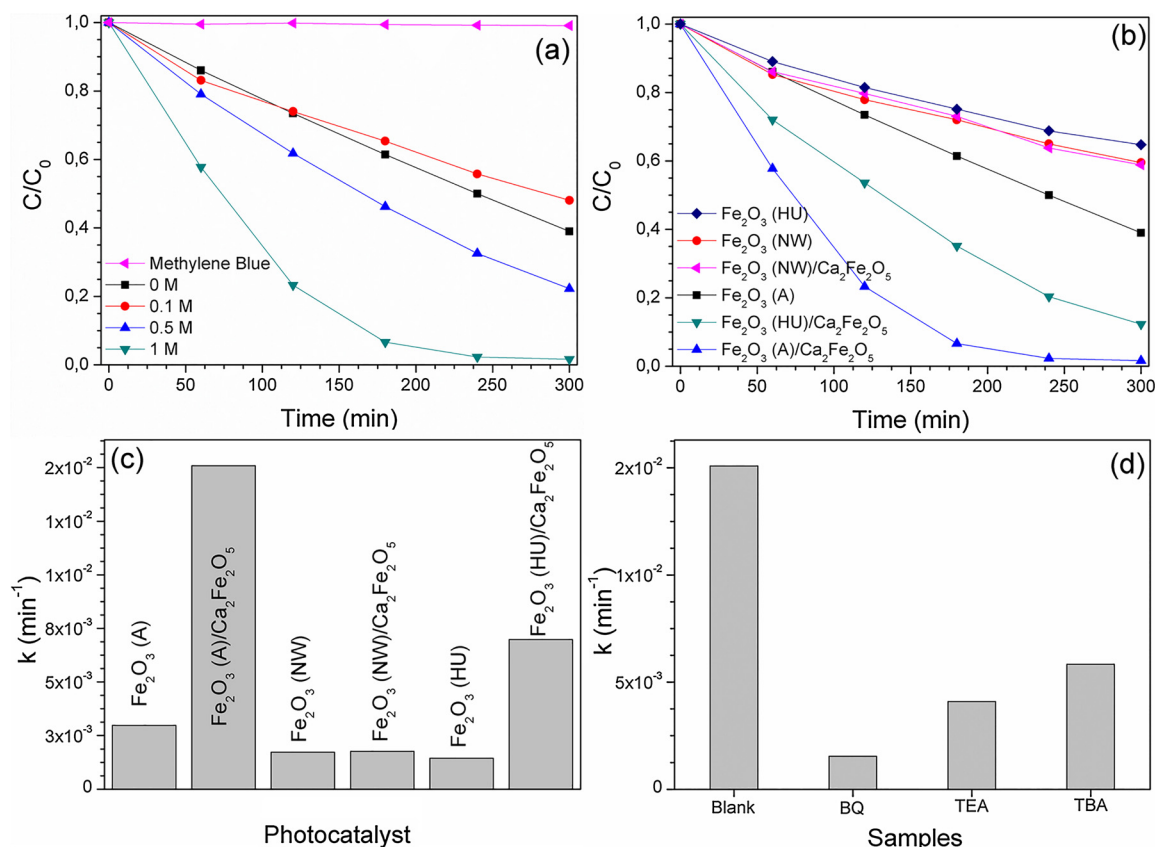 (a)
C/C₀
1,0
0,8
0,6
0,4
0,2
0,0
Methylene Blue
0 M
0.1 M
0.5 M
1 M
0 50 100 150 200 250 300
Time (min)
(b)
C/C₀
1,0
0,8
0,6
0,4
0,2
0,0
Fe₂O₃ (HU)
Fe₂O₃ (NW)
Fe₂O₃ (NW)/Ca₂Fe₂O₅
Fe₂O₃ (A)
Fe₂O₃ (HU)/Ca₂Fe₂O₅
Fe₂O₃ (A)/Ca₂Fe₂O₅
0 50 100 150 200 250 300
Time (min)
(c)
k (min⁻¹)
2x10⁻²
1x10⁻²
1x10⁻²
8x10⁻³
5x10⁻³
3x10⁻³
0
Fe₂O₃ (A)
Fe₂O₃ (A)/Ca₂Fe₂O₅
Fe₂O₃ (NW)
Fe₂O₃ (NW)/Ca₂Fe₂O₅
Fe₂O₃ (HU)
Fe₂O₃ (HU)/Ca₂Fe₂O₅
Photocatalyst
(d)
k (min⁻¹)
2x10⁻²
1x10⁻²
5x10⁻³
0
Blank BQ TEA TBA
Samples